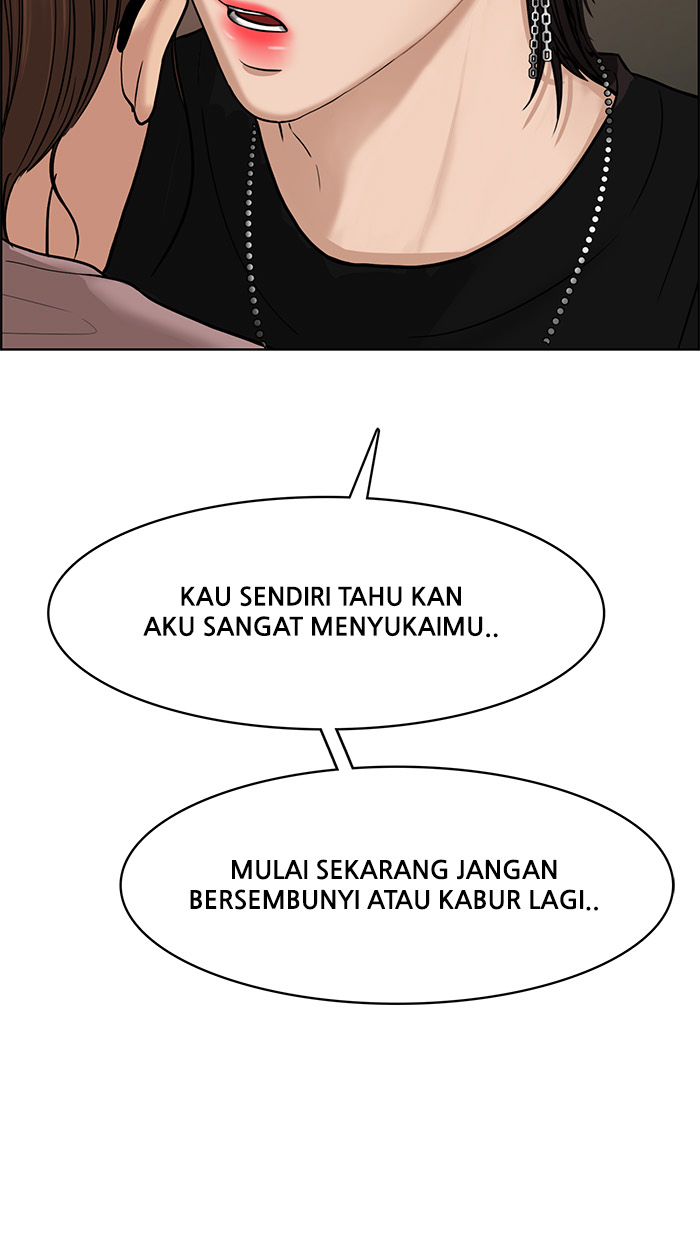 KAU SENDIRI TAHU KAN
AKU SANGAT MENYUKAIMU..
MULAI SEKARANG JANGAN
BERSEMBUNYI ATAU KABUR LAGI..